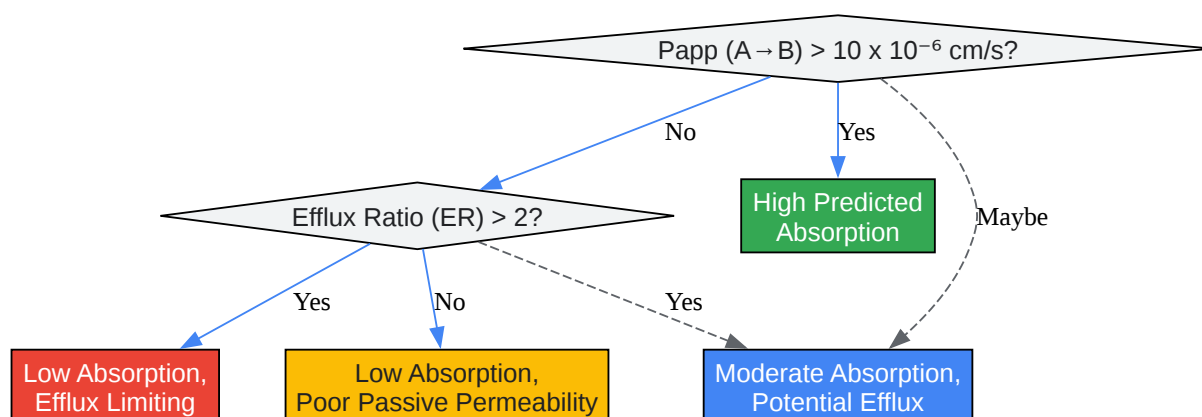 Papp (A→B) > 10 x 10⁻⁶ cm/s?
No
Yes
Maybe
Efflux Ratio (ER) > 2?
High Predicted
Absorption
Yes
No
Yes
Low Absorption,
Efflux Limiting
Low Absorption,
Poor Passive Permeability
Moderate Absorption,
Potential Efflux